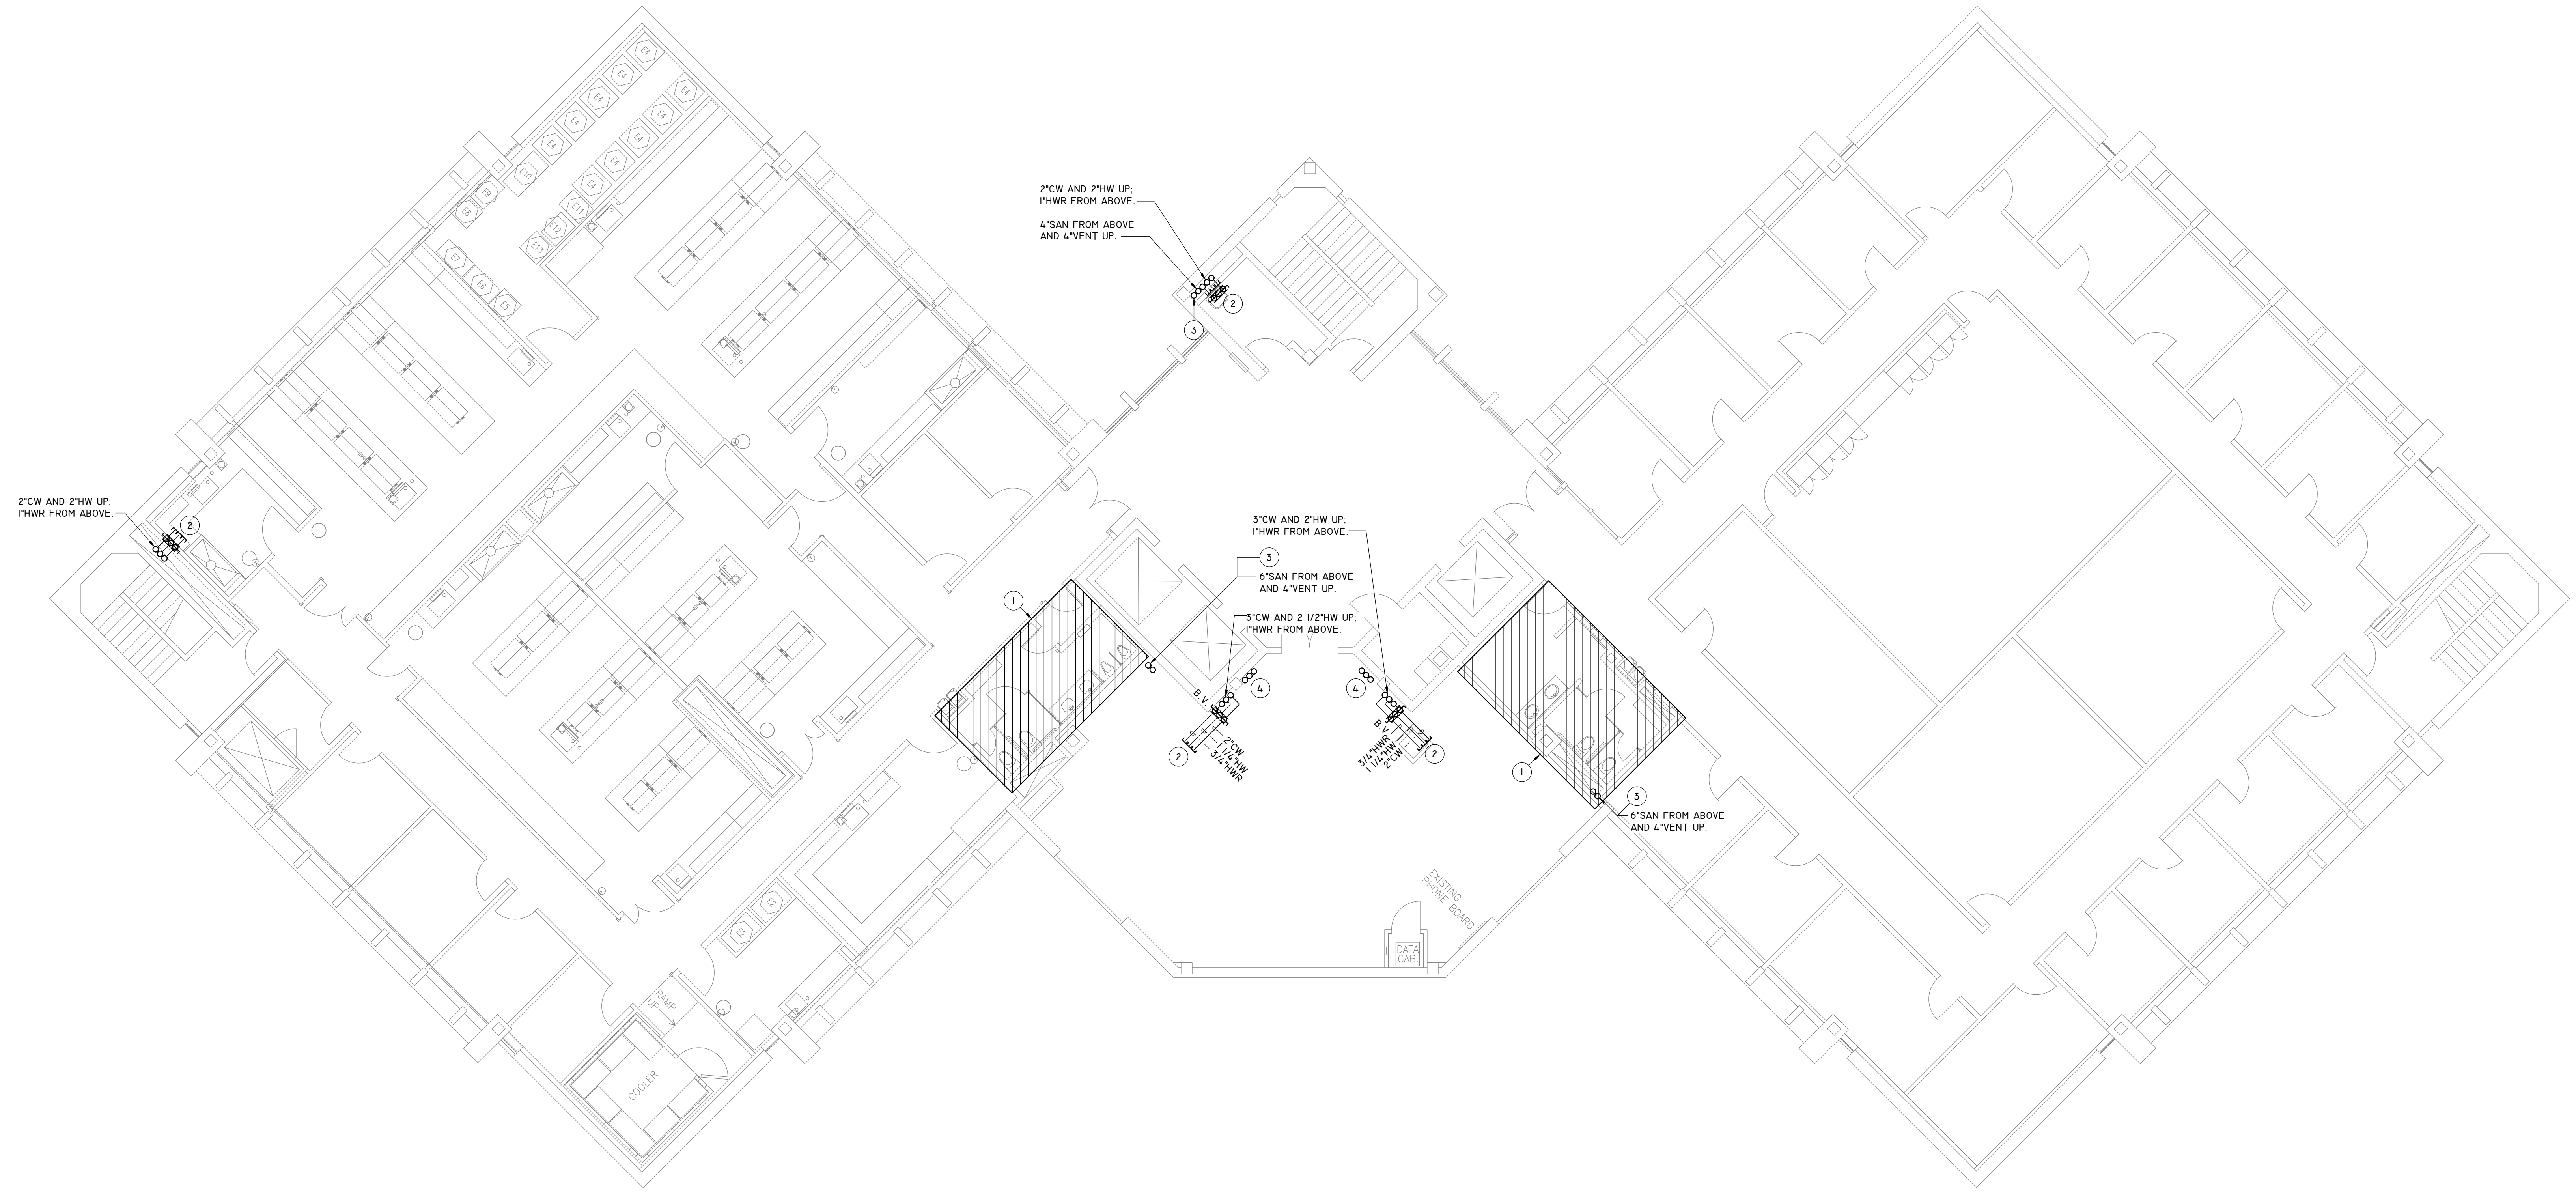 E4
E4
E4
E4
E4
E10
E9
E8
E4
E4
E4
E4
E4
E11
E12
E13
E7
E6
E5
2"CW AND 2"HW UP;
1"HWR FROM ABOVE.
4"SAN FROM ABOVE
AND 4"VENT UP.
2
3
2"CW AND 2"HW UP;
1"HWR FROM ABOVE.
2
3"CW AND 2"HW UP;
1"HWR FROM ABOVE.
3
6"SAN FROM ABOVE
AND 4"VENT UP.
3"CW AND 2 1/2"HW UP;
1"HWR FROM ABOVE.
1
4
4
B.V.
2"CW
1 1/4"HW
3/4"HWR
2
B.V.
3/4"HWR
1 1/4"HW
2"CW
2
1
3
6"SAN FROM ABOVE
AND 4"VENT UP.
EXISTING
PHONE BOARD
DATA
CAB.
E2
E2
RAMP
UP
COOLER